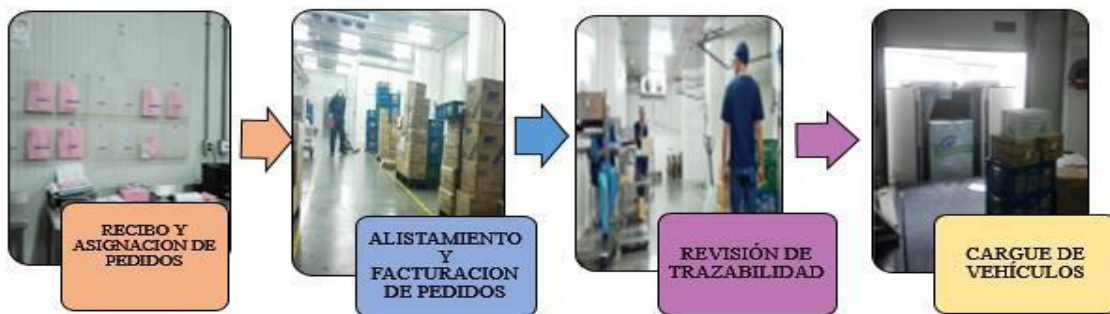 RECIBO Y
ASIGNACION DE
PEDIDOS
ALISTAMIENTO
Y
FACTURACION
DE PEDIDOS
REVISIÓN DE
TRAZABILIDAD
CARGUE DE
VEHÍCULOS